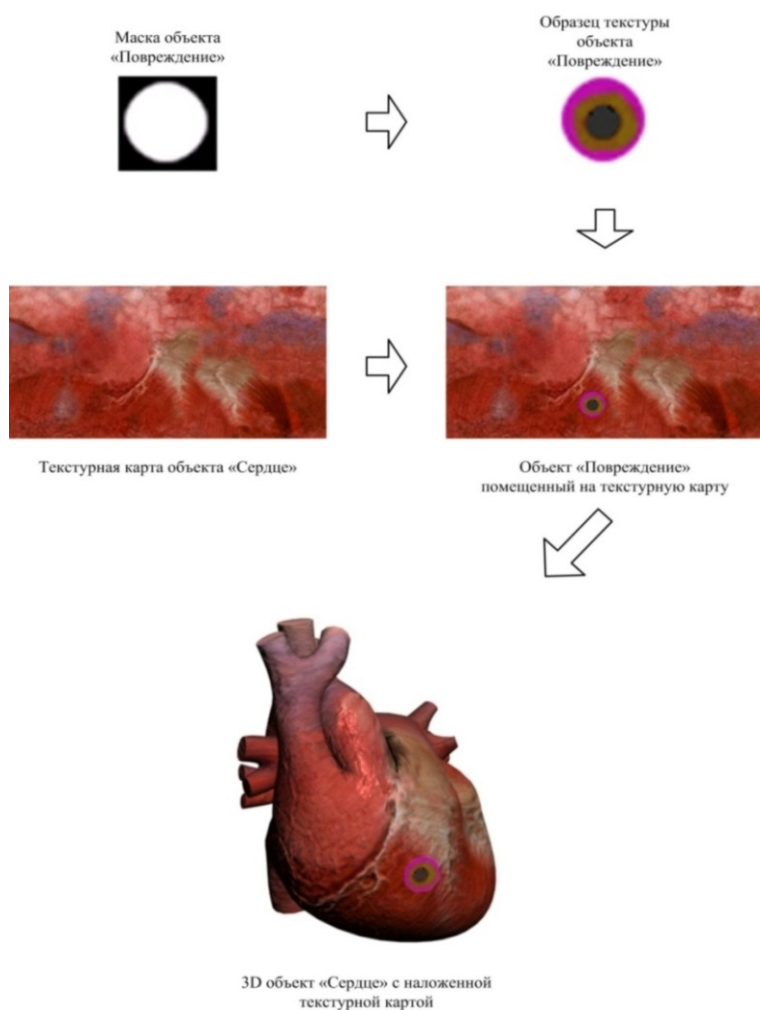 Маска объекта
«Повреждение»
Образец текстуры
объекта
«Повреждение»
Текстурная карта объекта «Сердце»
Объект «Повреждение»
помещенный на текстурную карту
3D объект «Сердце» с наложенной
текстурной картой